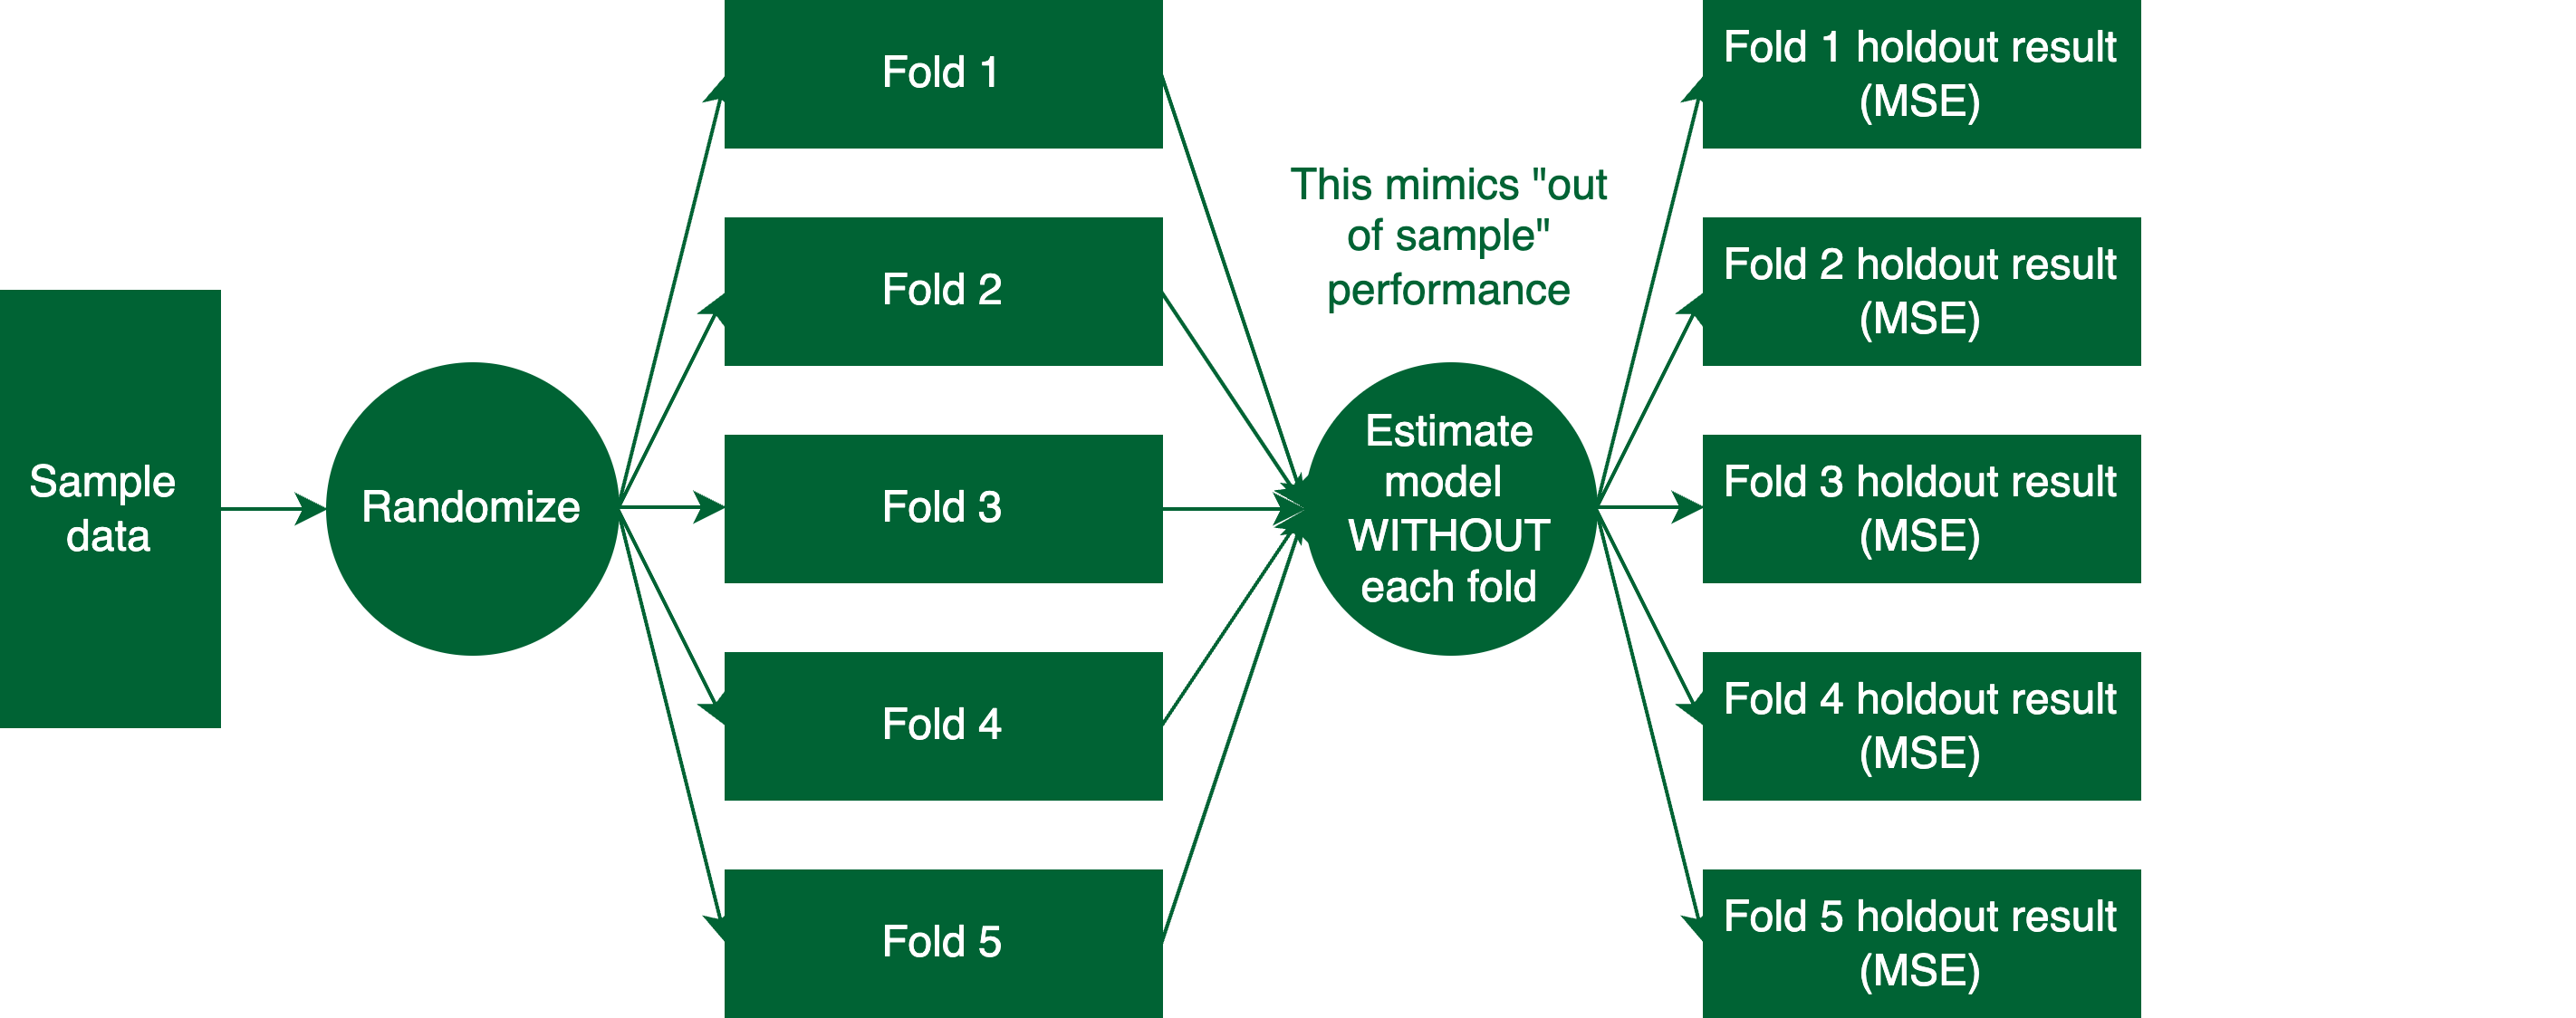 Sample
data
Randomize
Fold 1
Fold 2
Fold 3
Fold 4
Fold 5
This mimics "out
of sample"
performance
Estimate
model
WITHOUT
each fold
Fold 1 holdout result
(MSE)
Fold 2 holdout result
(MSE)
Fold 3 holdout result
(MSE)
Fold 4 holdout result
(MSE)
Fold 5 holdout result
(MSE)